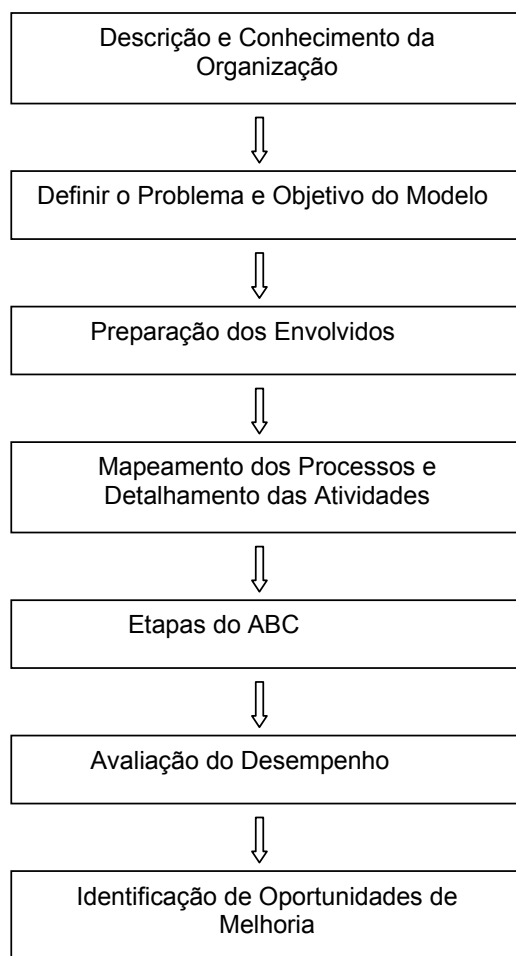 Descrição e Conhecimento da
Organização
Definir o Problema e Objetivo do Modelo
Preparação dos Envolvidos
Mapeamento dos Processos e
Detalhamento das Atividades
Etapas do ABC
Avaliação do Desempenho
Identificação de Oportunidades de
Melhoria